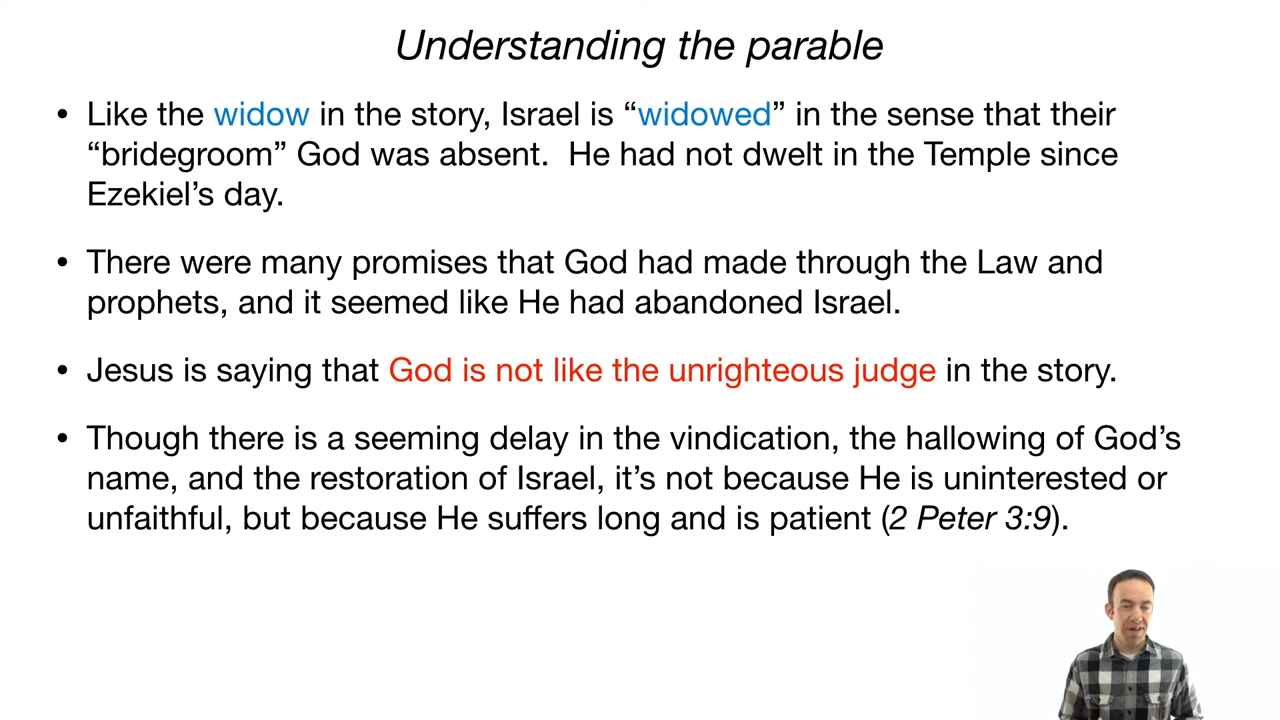 Understanding the parable
• Like the widow in the story, Israel is “widowed” in the sense that their
“bridegroom” God was absent.  He had not dwelt in the Temple since
Ezekiel’s day.
• There were many promises that God had made through the Law and
prophets, and it seemed like He had abandoned Israel.
• Jesus is saying that God is not like the unrighteous judge in the story.
• Though there is a seeming delay in the vindication, the hallowing of God’s
name, and the restoration of Israel, it’s not because He is uninterested or
unfaithful, but because He suffers long and is patient (2 Peter 3:9).